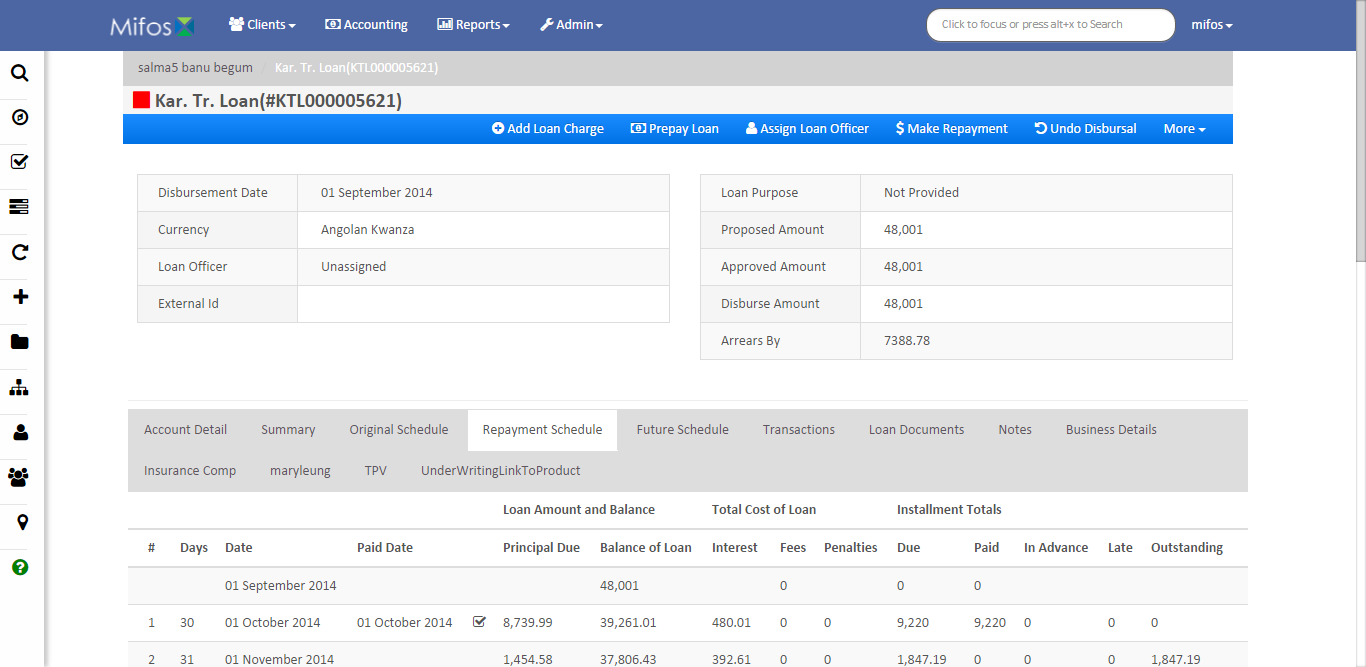 Mifos Clients Accounting Reports Admin Click to focus or press alt+x to Search mifos
salma5 banu begum / Kar. Tr. Loan(KTL000005621)
Kar. Tr. Loan(#KTL000005621)
Add Loan Charge Prepay Loan Assign Loan Officer $ Make Repayment Undo Disbursal More
Disbursement Date 01 September 2014 Loan Purpose Not Provided
Currency Angolan Kwanza Proposed Amount 48,001
Loan Officer Unassigned Approved Amount 48,001
External Id Disburse Amount 48,001
Arrears By 7388.78
Account Detail Summary Original Schedule Repayment Schedule Future Schedule Transactions Loan Documents Notes Business Details
Insurance Comp maryleung TPV UnderWritingLinkToProduct
Loan Amount and Balance Total Cost of Loan Installment Totals
# Days Date Paid Date Principal Due Balance of Loan Interest Fees Penalties Due Paid In Advance Late Outstanding
01 September 2014 48,001 0 0 0
1 30 01 October 2014 01 October 2014 8,739.99 39,261.01 480.01 0 0 9,220 9,220 0 0 0
2 31 01 November 2014 1,454.58 37,806.43 392.61 0 0 1,847.19 0 0 0 1,847.19